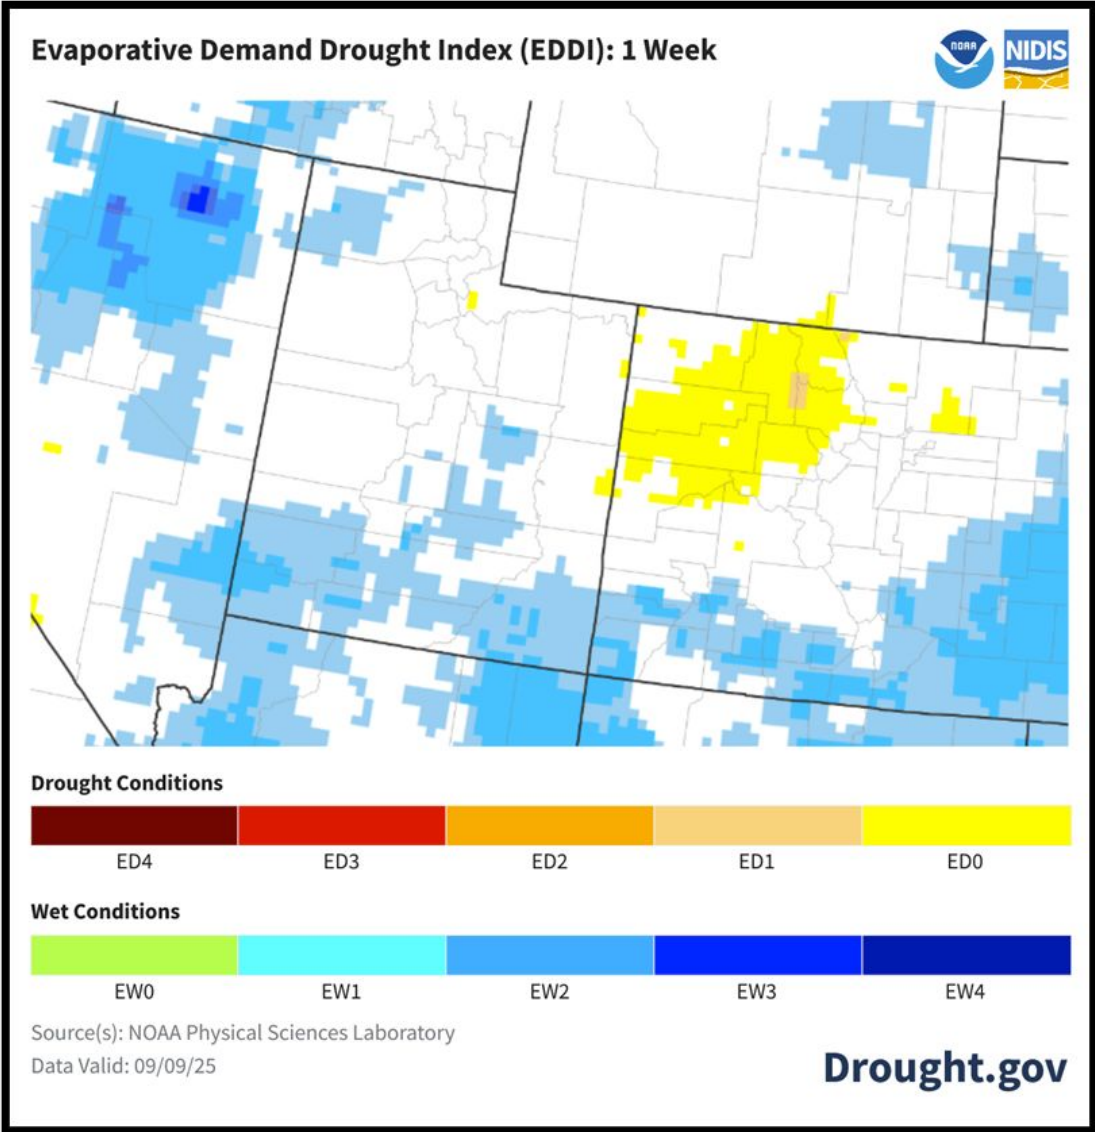 Evaporative Demand Drought Index (EDDI): 1 Week
NOAA
NIDIS
Drought Conditions
ED4 ED3 ED2 ED1 ED0
Wet Conditions
EW0 EW1 EW2 EW3 EW4
Source(s): NOAA Physical Sciences Laboratory
Data Valid: 09/09/25
Drought.gov